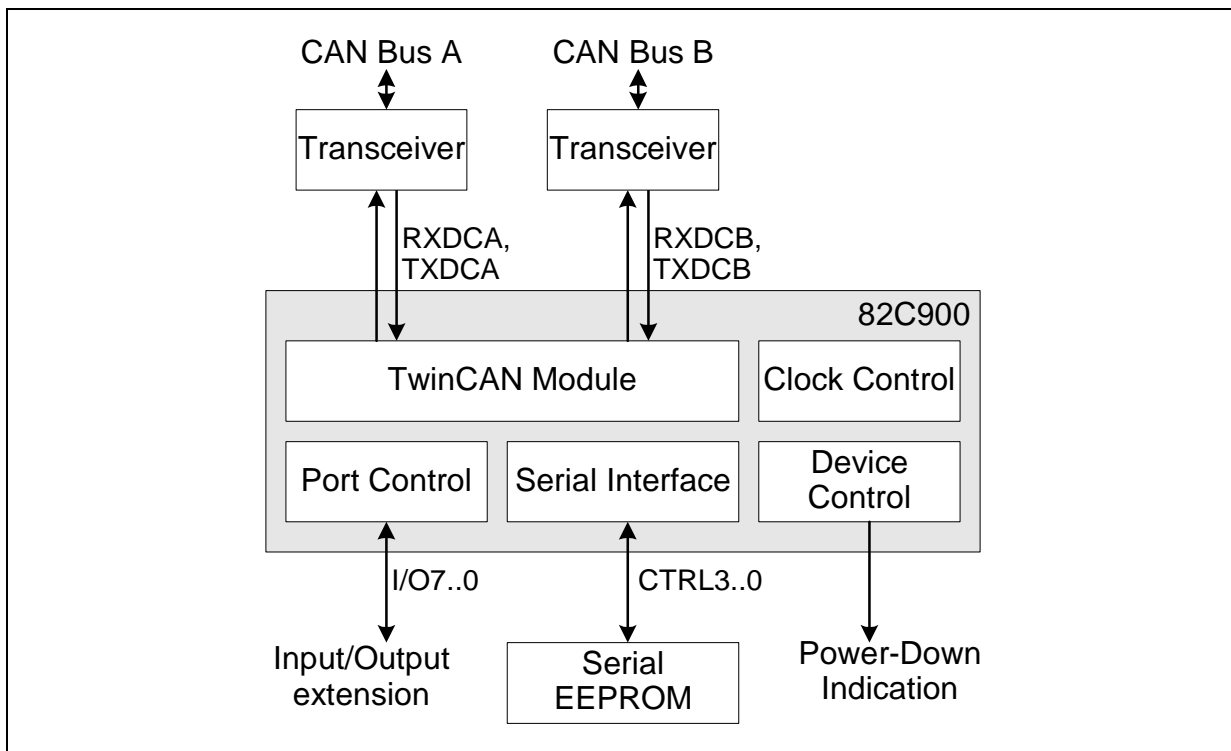 CAN Bus A
CAN Bus B
Transceiver
Transceiver
RXDCA,
TXDCA
RXDCB,
TXDCB
82C900
TwinCAN Module
Clock Control
Port Control
Serial Interface
Device
Control
I/O7..0
CTRL3..0
Input/Output
extension
Serial
EEPROM
Power-Down
Indication